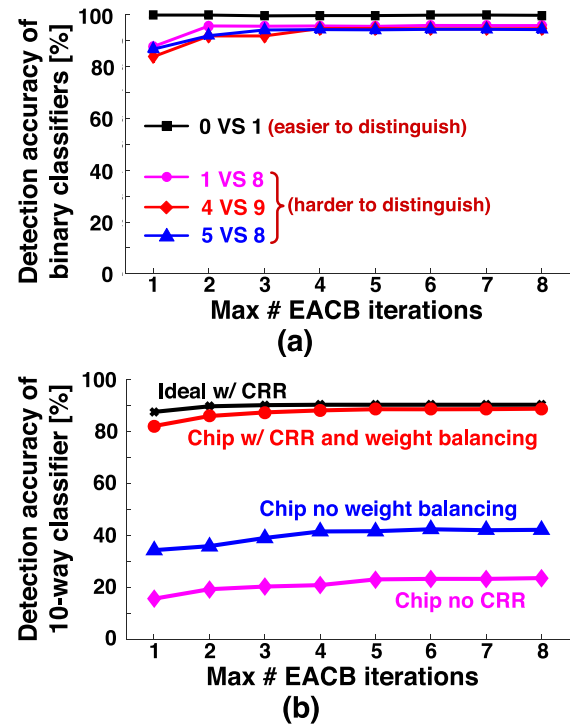 Detection accuracy of
binary classifiers [%]
100
80
60
40
20
0
0 VS 1 (easier to distinguish)
1 VS 8
4 VS 9 (harder to distinguish)
5 VS 8
1 2 3 4 5 6 7 8
Max # EACB iterations
(a)
Detection accuracy of
10-way classifier [%]
100
80
60
40
20
0
Ideal w/ CRR
Chip w/ CRR and weight balancing
Chip no weight balancing
Chip no CRR
1 2 3 4 5 6 7 8
Max # EACB iterations
(b)